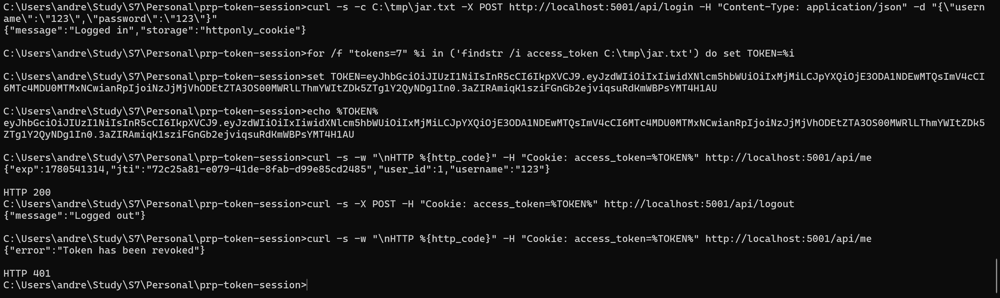 C:\Users\andre\Study\S7\Personal\prp-token-session>curl -s -c C:\tmp\jar.txt -X POST http://localhost:5001/api/login -H "Content-Type: application/json" -d "{\"usern
ame\":\"123\",\"password\":\"123\"}"
{"message":"Logged in","storage":"httponly_cookie"}
C:\Users\andre\Study\S7\Personal\prp-token-session>for /f "tokens=7" %i in ('findstr /i access_token C:\tmp\jar.txt') do set TOKEN=%i
C:\Users\andre\Study\S7\Personal\prp-token-session>set TOKEN=eyJhbGciOiJIUzI1NiIsInR5cCI6IkpXVCJ9.eyJzdWIiOiIxIiwidXNlcm5hbWUiOiIxMjMiLCJpYXQiOjE3ODA1NDEwMTQsImV4cCI
6MTc4MDU0MTMxNCwianRpIjoiNzJjMjVhODEtZTA3OS00MWRlLThmYWItZDk5ZTg1Y2QyNDg1In0.3aZIRAmiqK1sziFGnGb2ejviqsuRdKmWBPsYMT4H1AU
C:\Users\andre\Study\S7\Personal\prp-token-session>echo %TOKEN%
eyJhbGciOiJIUzI1NiIsInR5cCI6IkpXVCJ9.eyJzdWIiOiIxIiwidXNlcm5hbWUiOiIxMjMiLCJpYXQiOjE3ODA1NDEwMTQsImV4cCI6MTc4MDU0MTMxNCwianRpIjoiNzJjMjVhODEtZTA3OS00MWRlLThmYWItZDk5
ZTg1Y2QyNDg1In0.3aZIRAmiqK1sziFGnGb2ejviqsuRdKmWBPsYMT4H1AU
C:\Users\andre\Study\S7\Personal\prp-token-session>curl -s -w "\nHTTP %{http_code}" -H "Cookie: access_token=%TOKEN%" http://localhost:5001/api/me
{"exp":1780541314,"jti":"72c25a81-e079-41de-8fab-d99e85cd2485","user_id":1,"username":"123"}
HTTP 200
C:\Users\andre\Study\S7\Personal\prp-token-session>curl -s -X POST -H "Cookie: access_token=%TOKEN%" http://localhost:5001/api/logout
{"message":"Logged out"}
C:\Users\andre\Study\S7\Personal\prp-token-session>curl -s -w "\nHTTP %{http_code}" -H "Cookie: access_token=%TOKEN%" http://localhost:5001/api/me
{"error":"Token has been revoked"}
HTTP 401
C:\Users\andre\Study\S7\Personal\prp-token-session>